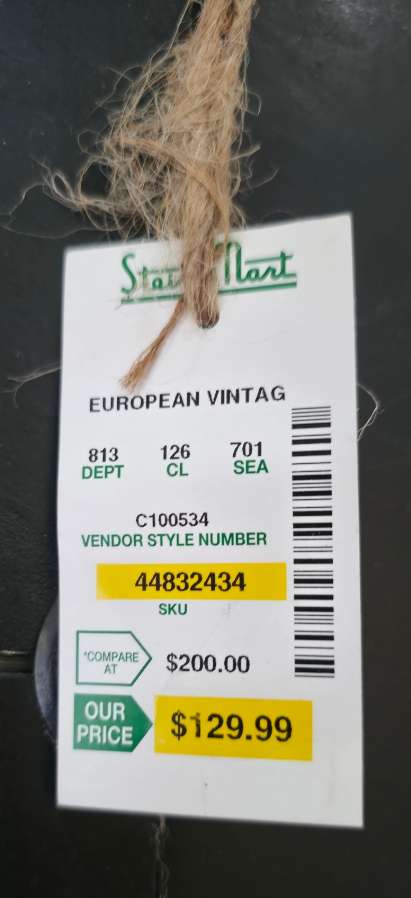 Mart
EUROPEAN VINTAG
813 126 701
DEPT CL SEA
C100534
VENDOR STYLE NUMBER
44832434
SKU
*COMPARE
AT
$200.00
OUR
PRICE
$129.99